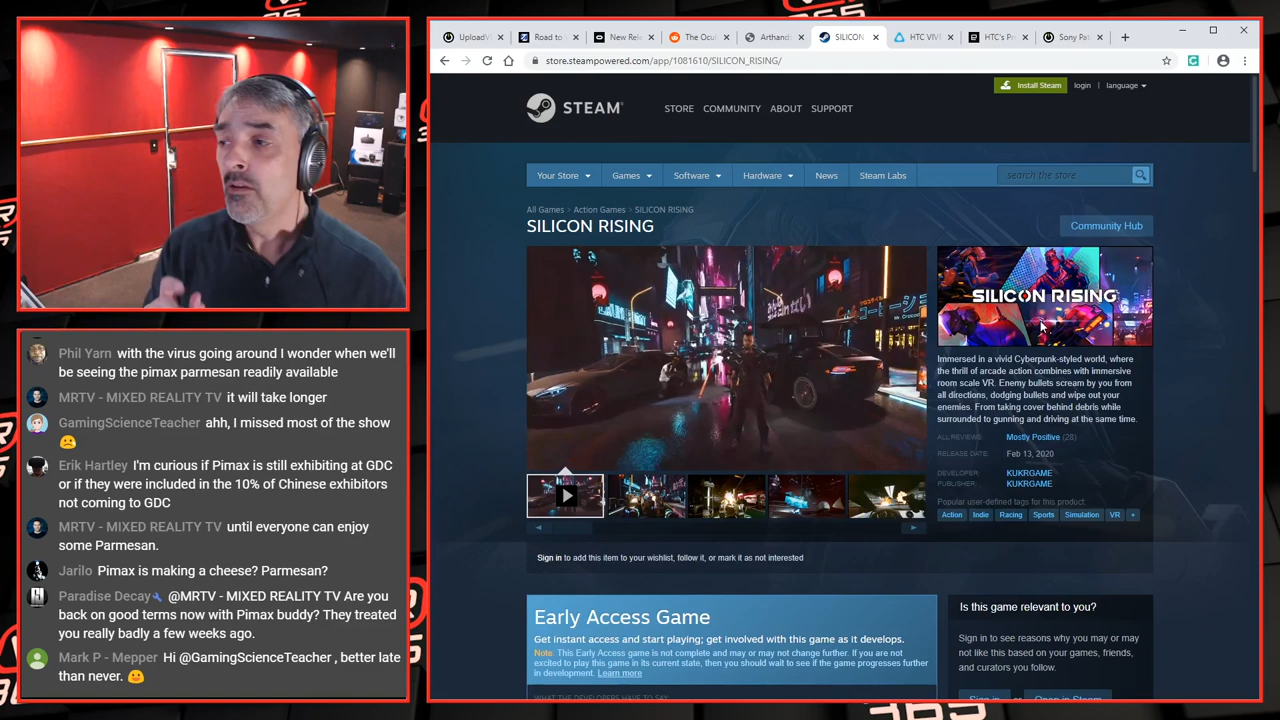 UploadV
Road to
New Rele
The Ocul
Arthands
SILICON
HTC VIVE
HTC's Pr
Sony Pat
store.steampowered.com/app/1081610/SILICON_RISING/
Install Steam login | language
STEAM®
STORE COMMUNITY ABOUT SUPPORT
Your Store Games Software Hardware News Steam Labs search the store
All Games > Action Games > SILICON RISING
SILICON RISING
Community Hub
SILICON RISING
Immersed in a vivid Cyberpunk-styled world, where
the thrill of arcade action combines with immersive
room scale VR. Enemy bullets scream by you from
all directions, dodging bullets and wipe out your
enemies. From taking cover behind debris while
surrounded to gunning and driving at the same time.
ALL REVIEWS: Mostly Positive (28)
RELEASE DATE: Feb 13, 2020
DEVELOPER: KUKRGAME
PUBLISHER: KUKRGAME
Popular user-defined tags for this product:
Action Indie Racing Sports Simulation VR +
Sign in to add this item to your wishlist, follow it, or mark it as not interested
Early Access Game
Get instant access and start playing; get involved with this game as it develops.
Note: This Early Access game is not complete and may or may not change further. If you are not
excited to play this game in its current state, then you should wait to see if the game progresses further
in development. Learn more
WHAT THE DEVELOPERS HAVE TO SAY:
Is this game relevant to you?
Sign in to see reasons why you may or may
not like this based on your games, friends,
and curators you follow.
Sign in or Open in Steam
Phil Yarn with the virus going around I wonder when we'll
be seeing the pimax parmesan readily available
MRTV - MIXED REALITY TV it will take longer
GamingScienceTeacher ahh, I missed most of the show
Erik Hartley I'm curious if Pimax is still exhibiting at GDC
or if they were included in the 10% of Chinese exhibitors
not coming to GDC
MRTV - MIXED REALITY TV until everyone can enjoy
some Parmesan.
Jarilo Pimax is making a cheese? Parmesan?
Paradise Decay @MRTV - MIXED REALITY TV Are you
back on good terms now with Pimax buddy? They treated
you really badly a few weeks ago.
Mark P - Mepper Hi @GamingScienceTeacher , better late
than never.